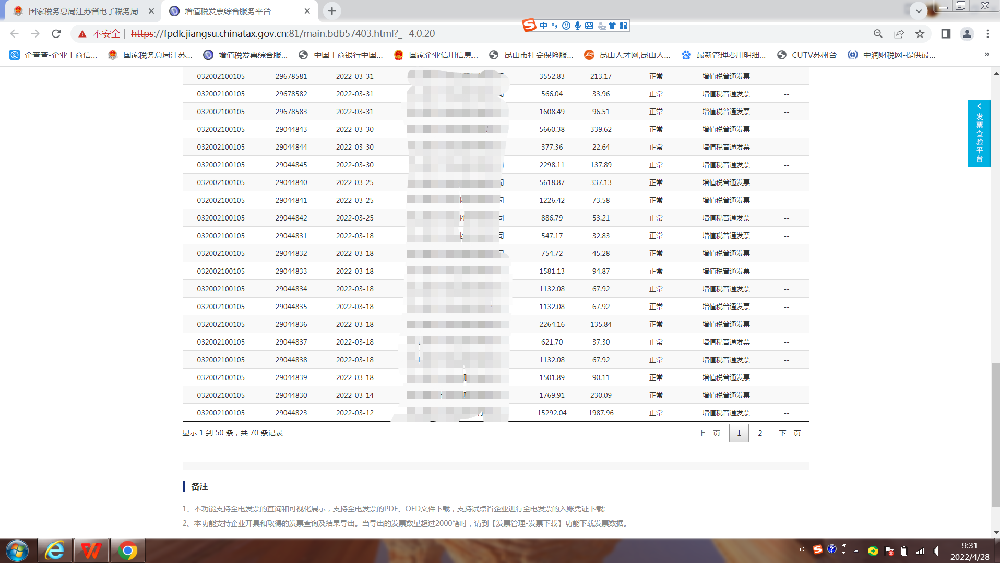 国家税务总局江苏省电子税务局
增值税发票综合服务平台
中
不安全 | https://fpdk.jiangsu.chinatax.gov.cn:81/main.bdb57403.html?_=4.0.20
企查查-企业工商信... 国家税务总局江苏... 增值税发票综合服... 中国工商银行中国... 国家企业信用信息... 昆山市社会保险服... 昆山人才网,昆山人... 最新管理费用明细... CUTV苏州台 中润财税网-提供最... »
032002100105 29678581 2022-03-31 3552.83 213.17 正常 增值税普通发票 --
032002100105 29678582 2022-03-31 566.04 33.96 正常 增值税普通发票 --
032002100105 29678583 2022-03-31 1608.49 96.51 正常 增值税普通发票 --
032002100105 29044843 2022-03-30 5660.38 339.62 正常 增值税普通发票 --
032002100105 29044844 2022-03-30 377.36 22.64 正常 增值税普通发票 --
032002100105 29044845 2022-03-30 2298.11 137.89 正常 增值税普通发票 --
032002100105 29044840 2022-03-25 司 5618.87 337.13 正常 增值税普通发票 --
032002100105 29044841 2022-03-25 司 1226.42 73.58 正常 增值税普通发票 --
032002100105 29044842 2022-03-25 司 886.79 53.21 正常 增值税普通发票 --
032002100105 29044831 2022-03-18 司 547.17 32.83 正常 增值税普通发票 --
032002100105 29044832 2022-03-18 754.72 45.28 正常 增值税普通发票 --
032002100105 29044833 2022-03-18 1581.13 94.87 正常 增值税普通发票 --
032002100105 29044834 2022-03-18 1132.08 67.92 正常 增值税普通发票 --
032002100105 29044835 2022-03-18 1132.08 67.92 正常 增值税普通发票 --
032002100105 29044836 2022-03-18 2264.16 135.84 正常 增值税普通发票 --
032002100105 29044837 2022-03-18 621.70 37.30 正常 增值税普通发票 --
032002100105 29044838 2022-03-18 1132.08 67.92 正常 增值税普通发票 --
032002100105 29044839 2022-03-18 1501.89 90.11 正常 增值税普通发票 --
032002100105 29044830 2022-03-14 1769.91 230.09 正常 增值税普通发票 --
032002100105 29044823 2022-03-12 15292.04 1987.96 正常 增值税普通发票 --
<发票查验平台
显示 1 到 50 条，共 70 条记录
上一页 1 2 下一页
备注
1、本功能支持全电发票的查询和可视化展示，支持全电发票的PDF、OFD文件下载，支持试点省企业进行全电发票的入账凭证下载;
2、本功能支持企业开具和取得的发票查询及结果导出。当导出的发票数量超过2000笔时，请到【发票管理-发票下载】功能下载发票数据。
CH
9:31
2022/4/28